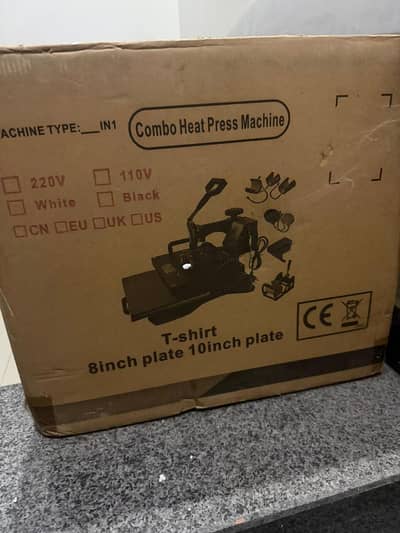 ACHINE TYPE:___IN1
Combo Heat Press Machine
220V 110V
White Black
CN EU UK US
T-shirt
8inch plate 10inch plate
CE